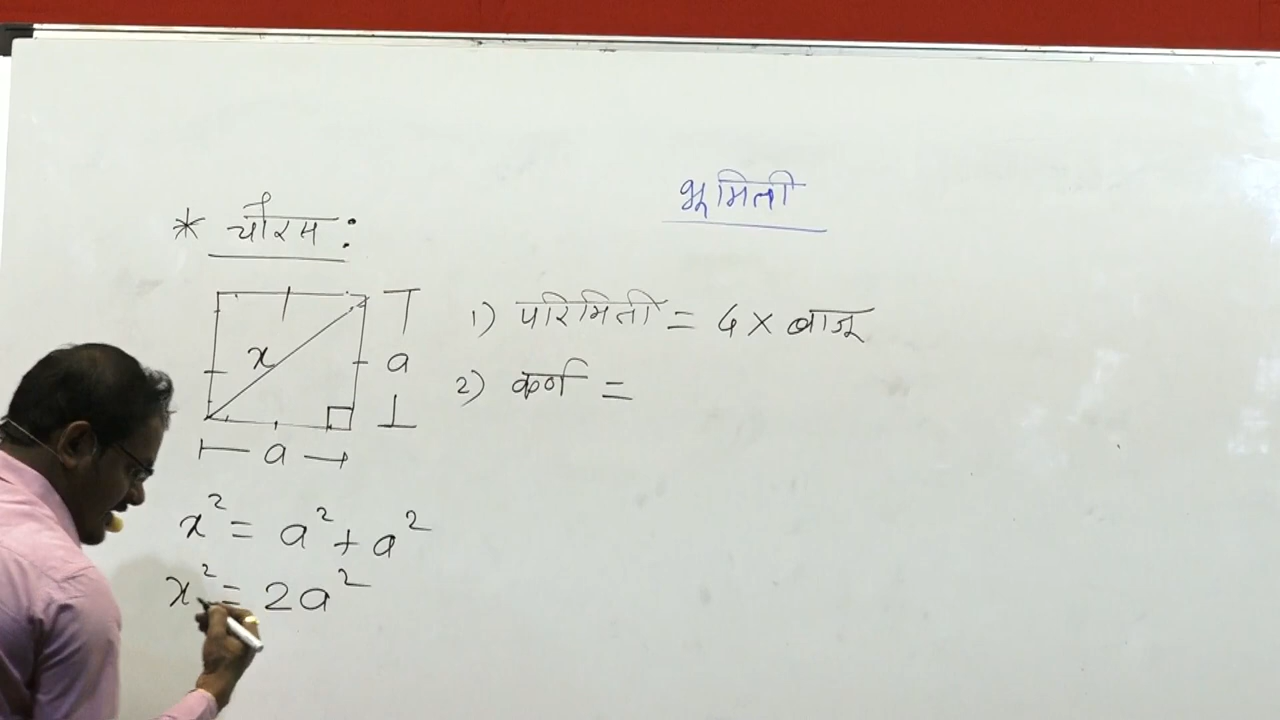 भूमिती
* चौरस :
x
a
a
1) परिमिती = 4 × बाजू
2) कर्ण =
x² = a² + a²
x² = 2a²